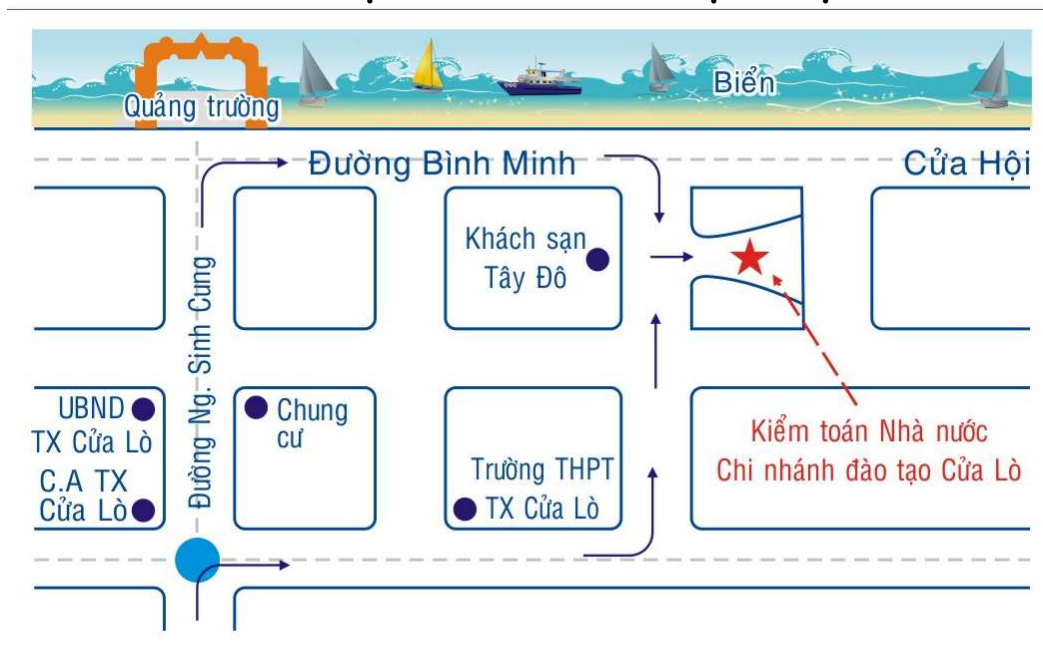 Quảng trường
Biển
Đường Bình Minh
Cửa Hội
Khách sạn
Tây Đô
Đường Ng. Sinh Cung
UBND
TX Cửa Lò
C.A TX
Cửa Lò
Chung
cư
Trường THPT
TX Cửa Lò
Kiểm toán Nhà nước
Chi nhánh đào tạo Cửa Lò